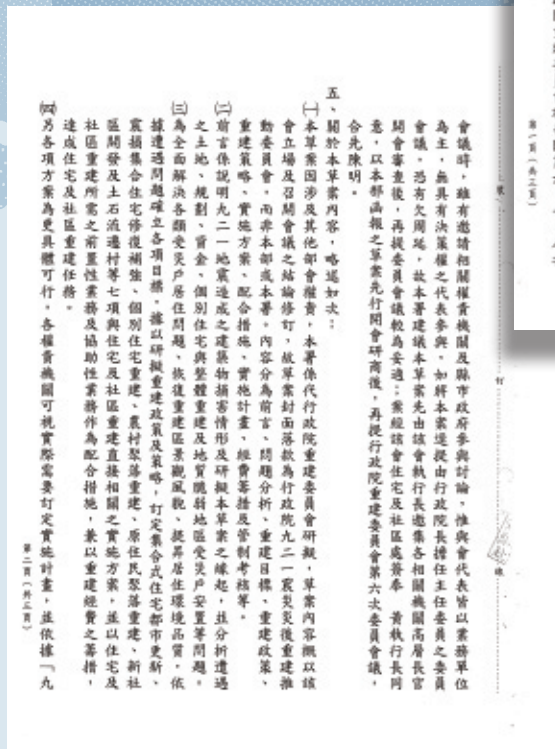 會議時，雖有邀請相關權責機關及縣市政府參與討論，惟與會代表皆以業務單位
為主，無具有決策權之代表參與。如將本案逕提由行政院長擔任主任委員之委員
會議，恐有欠周延，故本署建議本草案先由該會執行長邀集各相關機關高層長官
開會審查後，再提委員會議較為妥適；案經該會住宅及社區處簽奉　黃執行長同
意，以本部函報之草案先行開會研商後，再提行政院重建委員會第六次委員會議，
合先陳明。
五、關於本草案內容，略述如次：
㈠本草案因涉及其他部會權責，本署係代行政院重建委員會研擬，草案內容概以該
會立場及召開會議之結論修訂，故草案封面落款為行政院九二一震災災後重建推
動委員會，而非本部或本署。內容分為前言、問題分析、重建目標、重建政策、
重建策略、實施方案、配合措施、實施計畫、經費籌措及管制考核等。
㈡前言係說明九二一地震造成之建築物損害情形及研擬本草案之緣起，並分析遭遇
之土地、規劃、資金、個別住宅與整體重建及地質脆弱地區受災戶安置等問題。
㈢為全面解決各類受災戶居住問題、恢復重建區景觀風貌、提昇居住環境品質，依
據遭遇問題確立各項目標，據以研擬重建政策及策略，訂定集合式住宅都市更新、
震損集合住宅修復補強、個別住宅重建、農村聚落重建、原住民聚落重建、新社
區開發及土石流遷村等七項與住宅及社區重建直接相關之實施方案，並以住宅及
社區重建所需之前置性業務及協助性業務作為配合措施，兼以重建經費之籌措，
達成住宅及社區重建任務。
㈣另各項方案為更具體可行，各權責機關可視實際需要訂定實施計畫，並依據「九
第二頁（共三頁）
裝
訂
線
第一頁（共三頁）